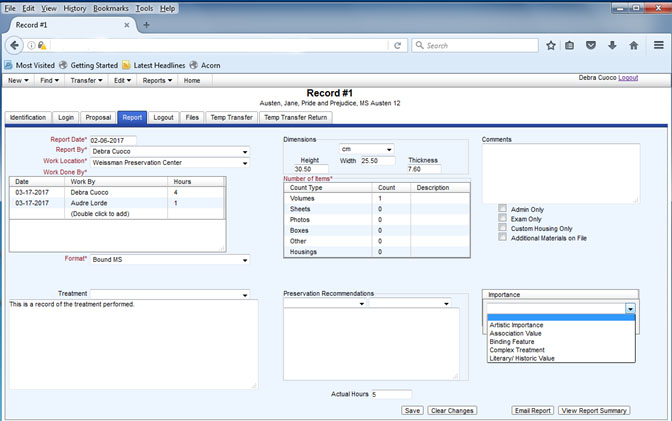 File Edit View History Bookmarks Tools Help
Record #1
Search
Most Visited Getting Started Latest Headlines Acorn
New Find Transfer Edit Reports Home
Debra Cuoco Logout
Record #1
Austen, Jane, Pride and Prejudice, MS Austen 12
Identification Login Proposal Report Logout Files Temp Transfer Temp Transfer Return
Report Date* 02-06-2017
Report By* Debra Cuoco
Work Location* Weissman Preservation Center
Work Done By*
Date Work By Hours
03-17-2017 Debra Cuoco 4
03-17-2017 Audre Lorde 1
(Double click to add)
Format* Bound MS
Dimensions
cm
Height Width 25.50 Thickness
30.50 7.60
Number of Items*
Count Type Count Description
Volumes 1
Sheets 0
Photos 0
Boxes 0
Other 0
Housings 0
Comments
Admin Only
Exam Only
Custom Housing Only
Additional Materials on File
Treatment
This is a record of the treatment performed.
Preservation Recommendations
Importance
Artistic Importance
Association Value
Binding Feature
Complex Treatment
Literary/ Historic Value
Actual Hours 5
Save Clear Changes Email Report View Report Summary